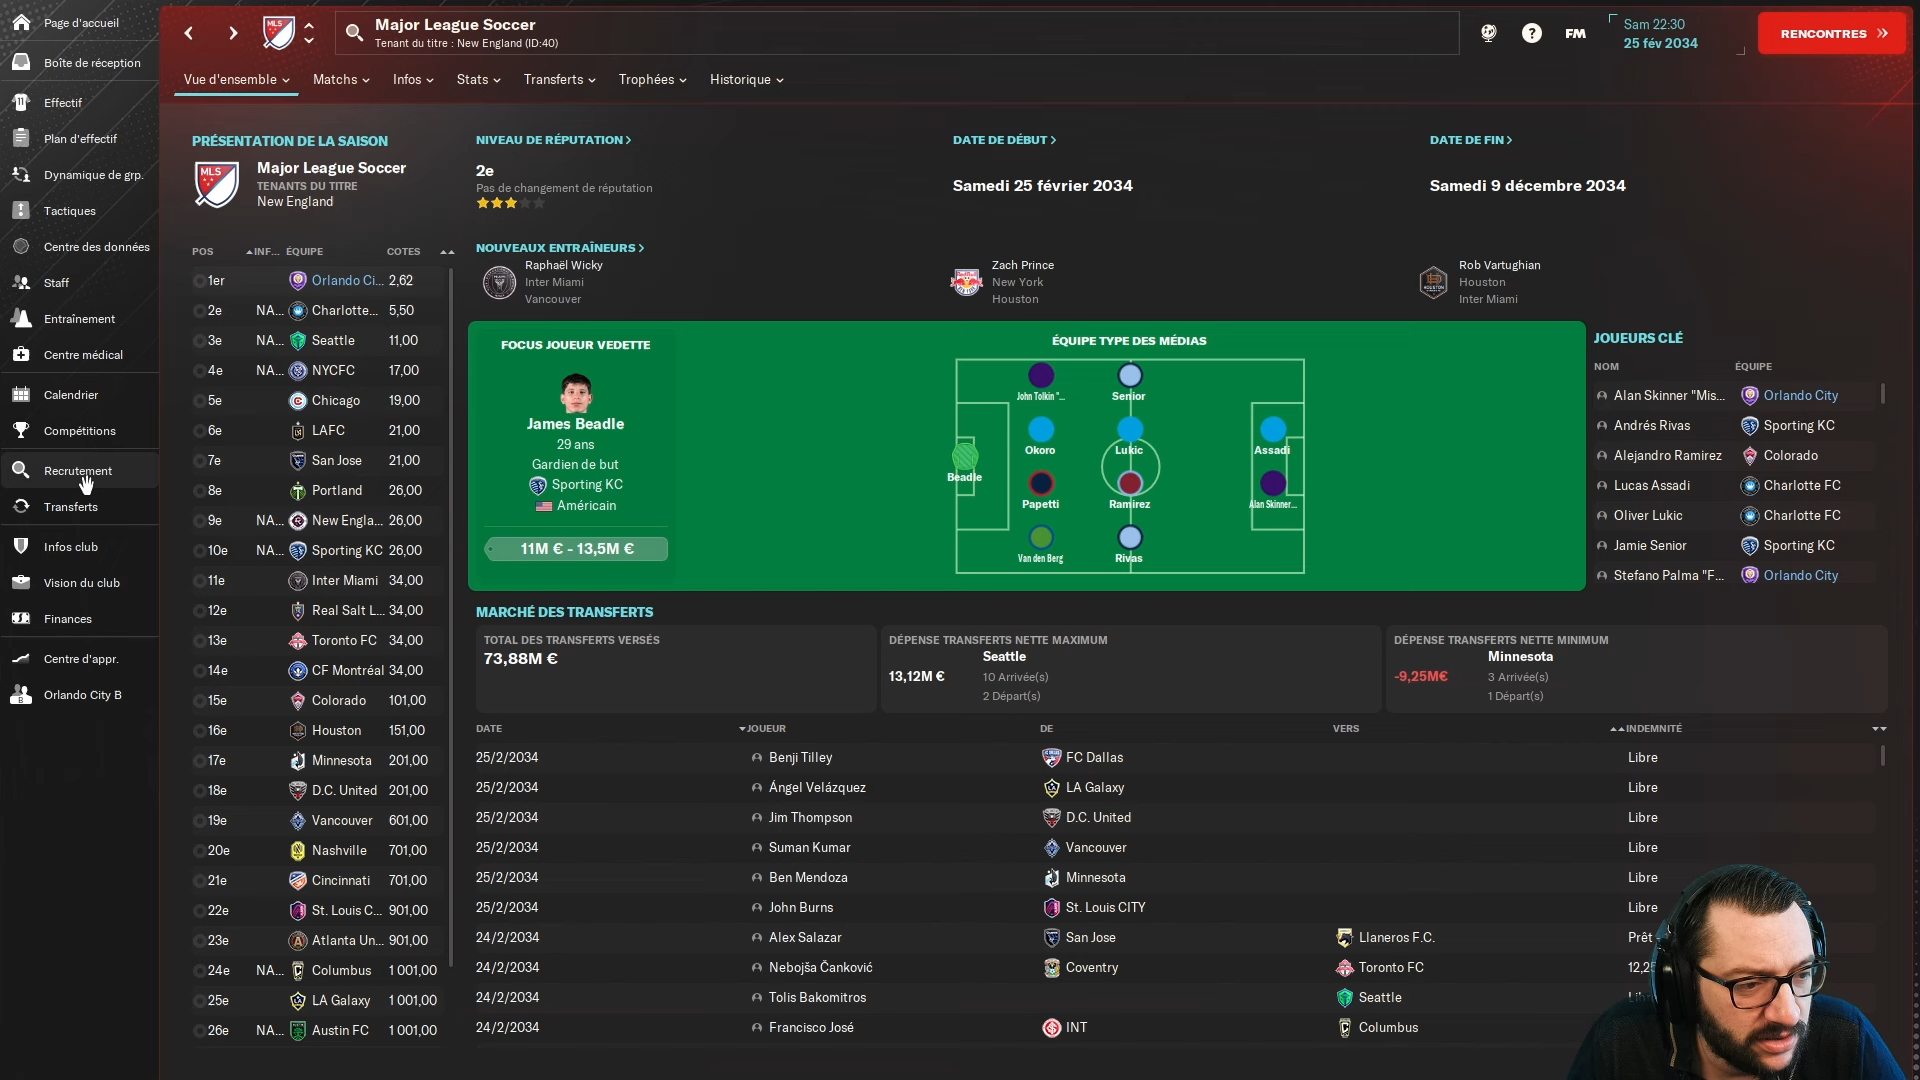 Page d'accueil
Boîte de réception
Effectif
Plan d'effectif
Dynamique de grp.
Tactiques
Centre des données
Staff
Entraînement
Centre médical
Calendrier
Compétitions
Recrutement
Transferts
Infos club
Vision du club
Finances
Centre d'appr.
Orlando City B
Major League Soccer
Tenant du titre : New England (ID:40)
FM
Sam 22:30
25 fév 2034
RENCONTRES
Vue d'ensemble Matchs Infos Stats Transferts Trophées Historique
PRÉSENTATION DE LA SAISON
Major League Soccer
TENANTS DU TITRE
New England
NIVEAU DE RÉPUTATION
2e
Pas de changement de réputation
DATE DE DÉBUT
Samedi 25 février 2034
DATE DE FIN
Samedi 9 décembre 2034
POS INF... ÉQUIPE COTES
1er Orlando Ci... 2,62
2e NA... Charlotte... 5,50
3e NA... Seattle 11,00
4e NA... NYCFC 17,00
5e Chicago 19,00
6e LAFC 21,00
7e San Jose 21,00
8e Portland 26,00
9e NA... New Engla... 26,00
10e NA... Sporting KC 26,00
11e Inter Miami 34,00
12e Real Salt L... 34,00
13e Toronto FC 34,00
14e CF Montréal 34,00
15e Colorado 101,00
16e Houston 151,00
17e Minnesota 201,00
18e D.C. United 201,00
19e Vancouver 601,00
20e Nashville 701,00
21e Cincinnati 701,00
22e St. Louis C... 901,00
23e Atlanta Un... 901,00
24e NA... Columbus 1 001,00
25e LA Galaxy 1 001,00
26e NA... Austin FC 1 001,00
NOUVEAUX ENTRAÎNEURS
Raphaël Wicky
Inter Miami
Vancouver
Zach Prince
New York
Houston
Rob Vartughian
Houston
Inter Miami
FOCUS JOUEUR VEDETTE
James Beadle
29 ans
Gardien de but
Sporting KC
Américain
11M € - 13,5M €
ÉQUIPE TYPE DES MÉDIAS
John Tolkin "...
Senior
Okoro
Lukic
Assadi
Beadle
Papetti
Ramirez
Alan Skinner...
Van den Berg
Rivas
JOUEURS CLÉ
NOM ÉQUIPE
Alan Skinner "Mis... Orlando City
Andrés Rivas Sporting KC
Alejandro Ramirez Colorado
Lucas Assadi Charlotte FC
Oliver Lukic Charlotte FC
Jamie Senior Sporting KC
Stefano Palma "F... Orlando City
MARCHÉ DES TRANSFERTS
TOTAL DES TRANSFERTS VERSÉS
73,88M €
DÉPENSE TRANSFERTS NETTE MAXIMUM
13,12M €
Seattle
10 Arrivée(s)
2 Départ(s)
DÉPENSE TRANSFERTS NETTE MINIMUM
-9,25M€
Minnesota
3 Arrivée(s)
1 Départ(s)
DATE JOUEUR DE VERS INDEMNITÉ
25/2/2034 Benji Tilley FC Dallas Libre
25/2/2034 Ángel Velázquez LA Galaxy Libre
25/2/2034 Jim Thompson D.C. United Libre
25/2/2034 Suman Kumar Vancouver Libre
25/2/2034 Ben Mendoza Minnesota Libre
25/2/2034 John Burns St. Louis CITY Libre
24/2/2034 Alex Salazar San Jose Llaneros F.C. Prêt
24/2/2034 Nebojša Čanković Coventry Toronto FC
24/2/2034 Tolis Bakomitros Seattle
24/2/2034 Francisco José INT Columbus